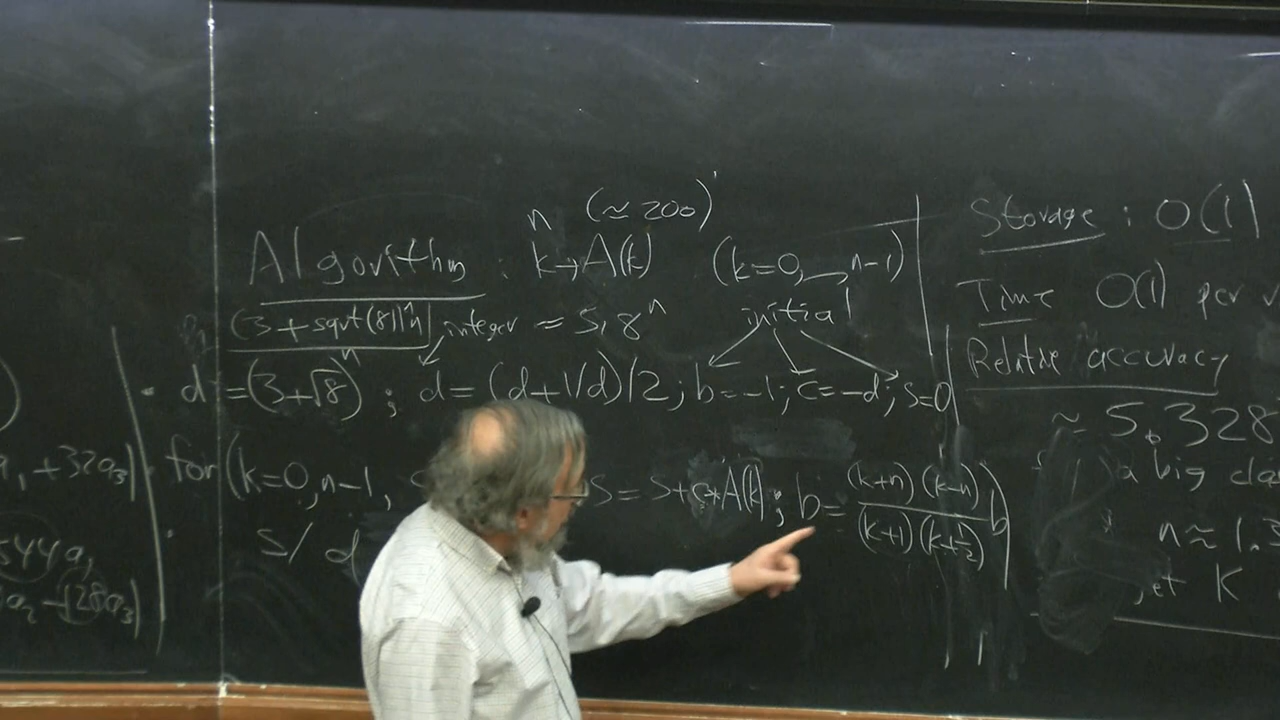 n (≈ 200)
Algorithm : k→A(k) (k=0, __, n-1)
(3 + sqrt(8))^n integer ≈ 5.8^n initial
d = (3+√8)^n ; d = (d+1/d)/2 ; b=-1 ; c=-d ; s=0
for (k=0, n-1,
s = s+c*A(k) ; b = (k+n)(k-n)/(k+1)(k+1/2) b
s/d
+ 32a₃)
544a₁
a₂ - 128a₃)
Storage : O(1)
Time O(1) per
Relative accuracy
≈ 5.328
a big
n ≈ 1.3
K